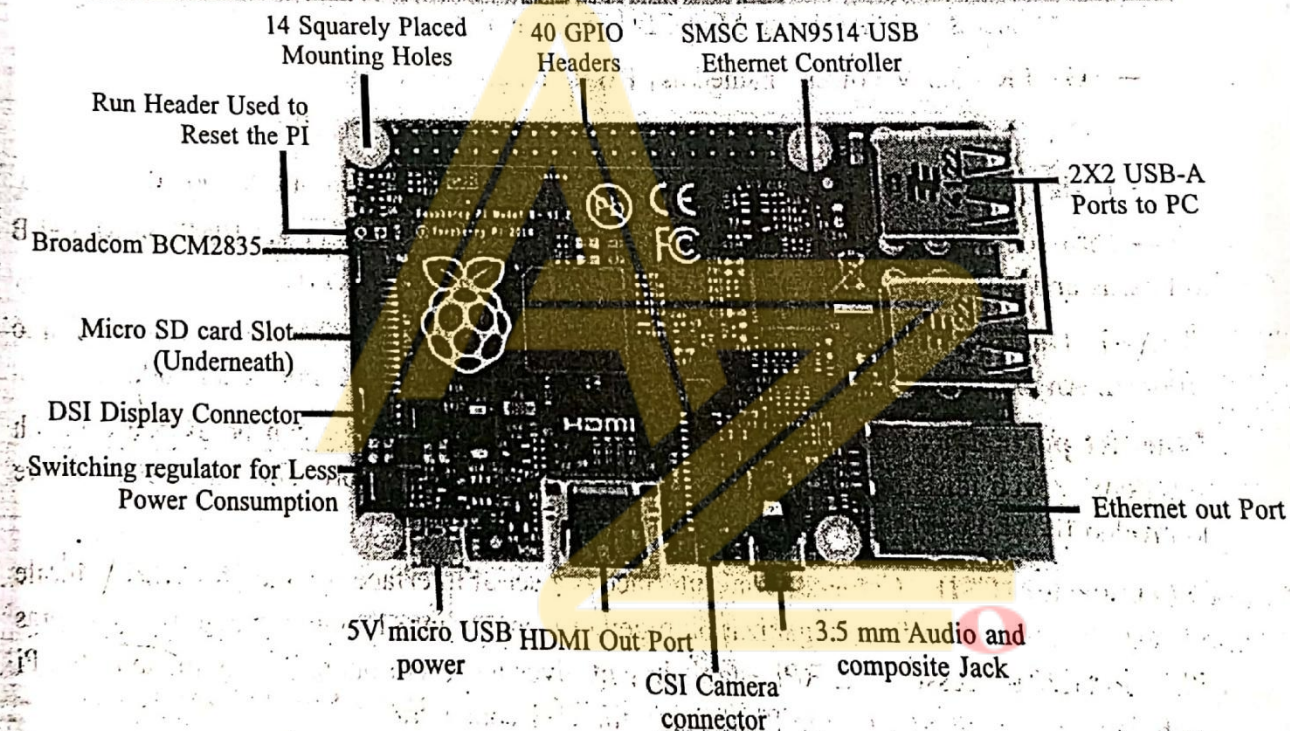 14 Squarely Placed
Mounting Holes
40 GPIO
Headers
SMSC LAN9514 USB
Ethernet Controller
Run Header Used to
Reset the PI
2X2 USB-A
Ports to PC
Broadcom BCM2835
Micro SD card Slot
(Underneath)
DSI Display Connector
Switching regulator for Less
Power Consumption
Ethernet out Port
HDMI
5V micro USB
power
HDMI Out Port
3.5 mm Audio and
composite Jack
CSI Camera
connector
CE
FC